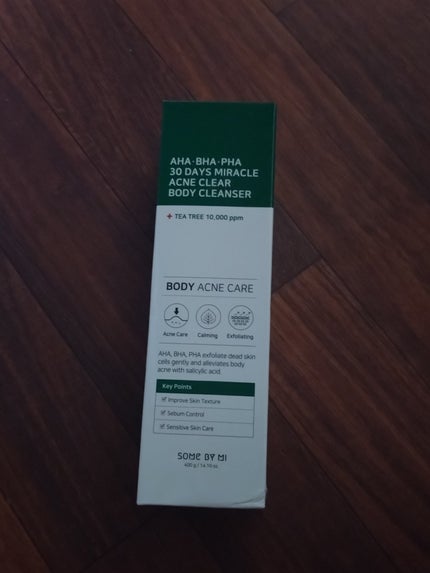 AHA·BHA·PHA
30 DAYS MIRACLE
ACNE CLEAR
BODY CLEANSER
+ TEA TREE 10,000 ppm
BODY ACNE CARE
Acne Care Calming Exfoliating
AHA, BHA, PHA exfoliate dead skin
cells gently and alleviates body
acne with salicylic acid
Key Points
Improve Skin Texture
Sebum Control
Sensitive Skin Care
SOME BY MI
400 g / 14.10 oz.